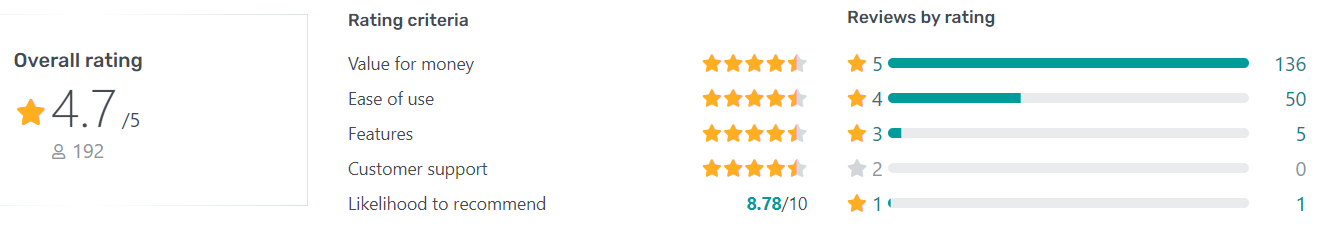 Overall rating
4.7/5
192
Rating criteria
Value for money
Ease of use
Features
Customer support
Likelihood to recommend 8.78/10
Reviews by rating
5 136
4 50
3 5
2 0
1 1